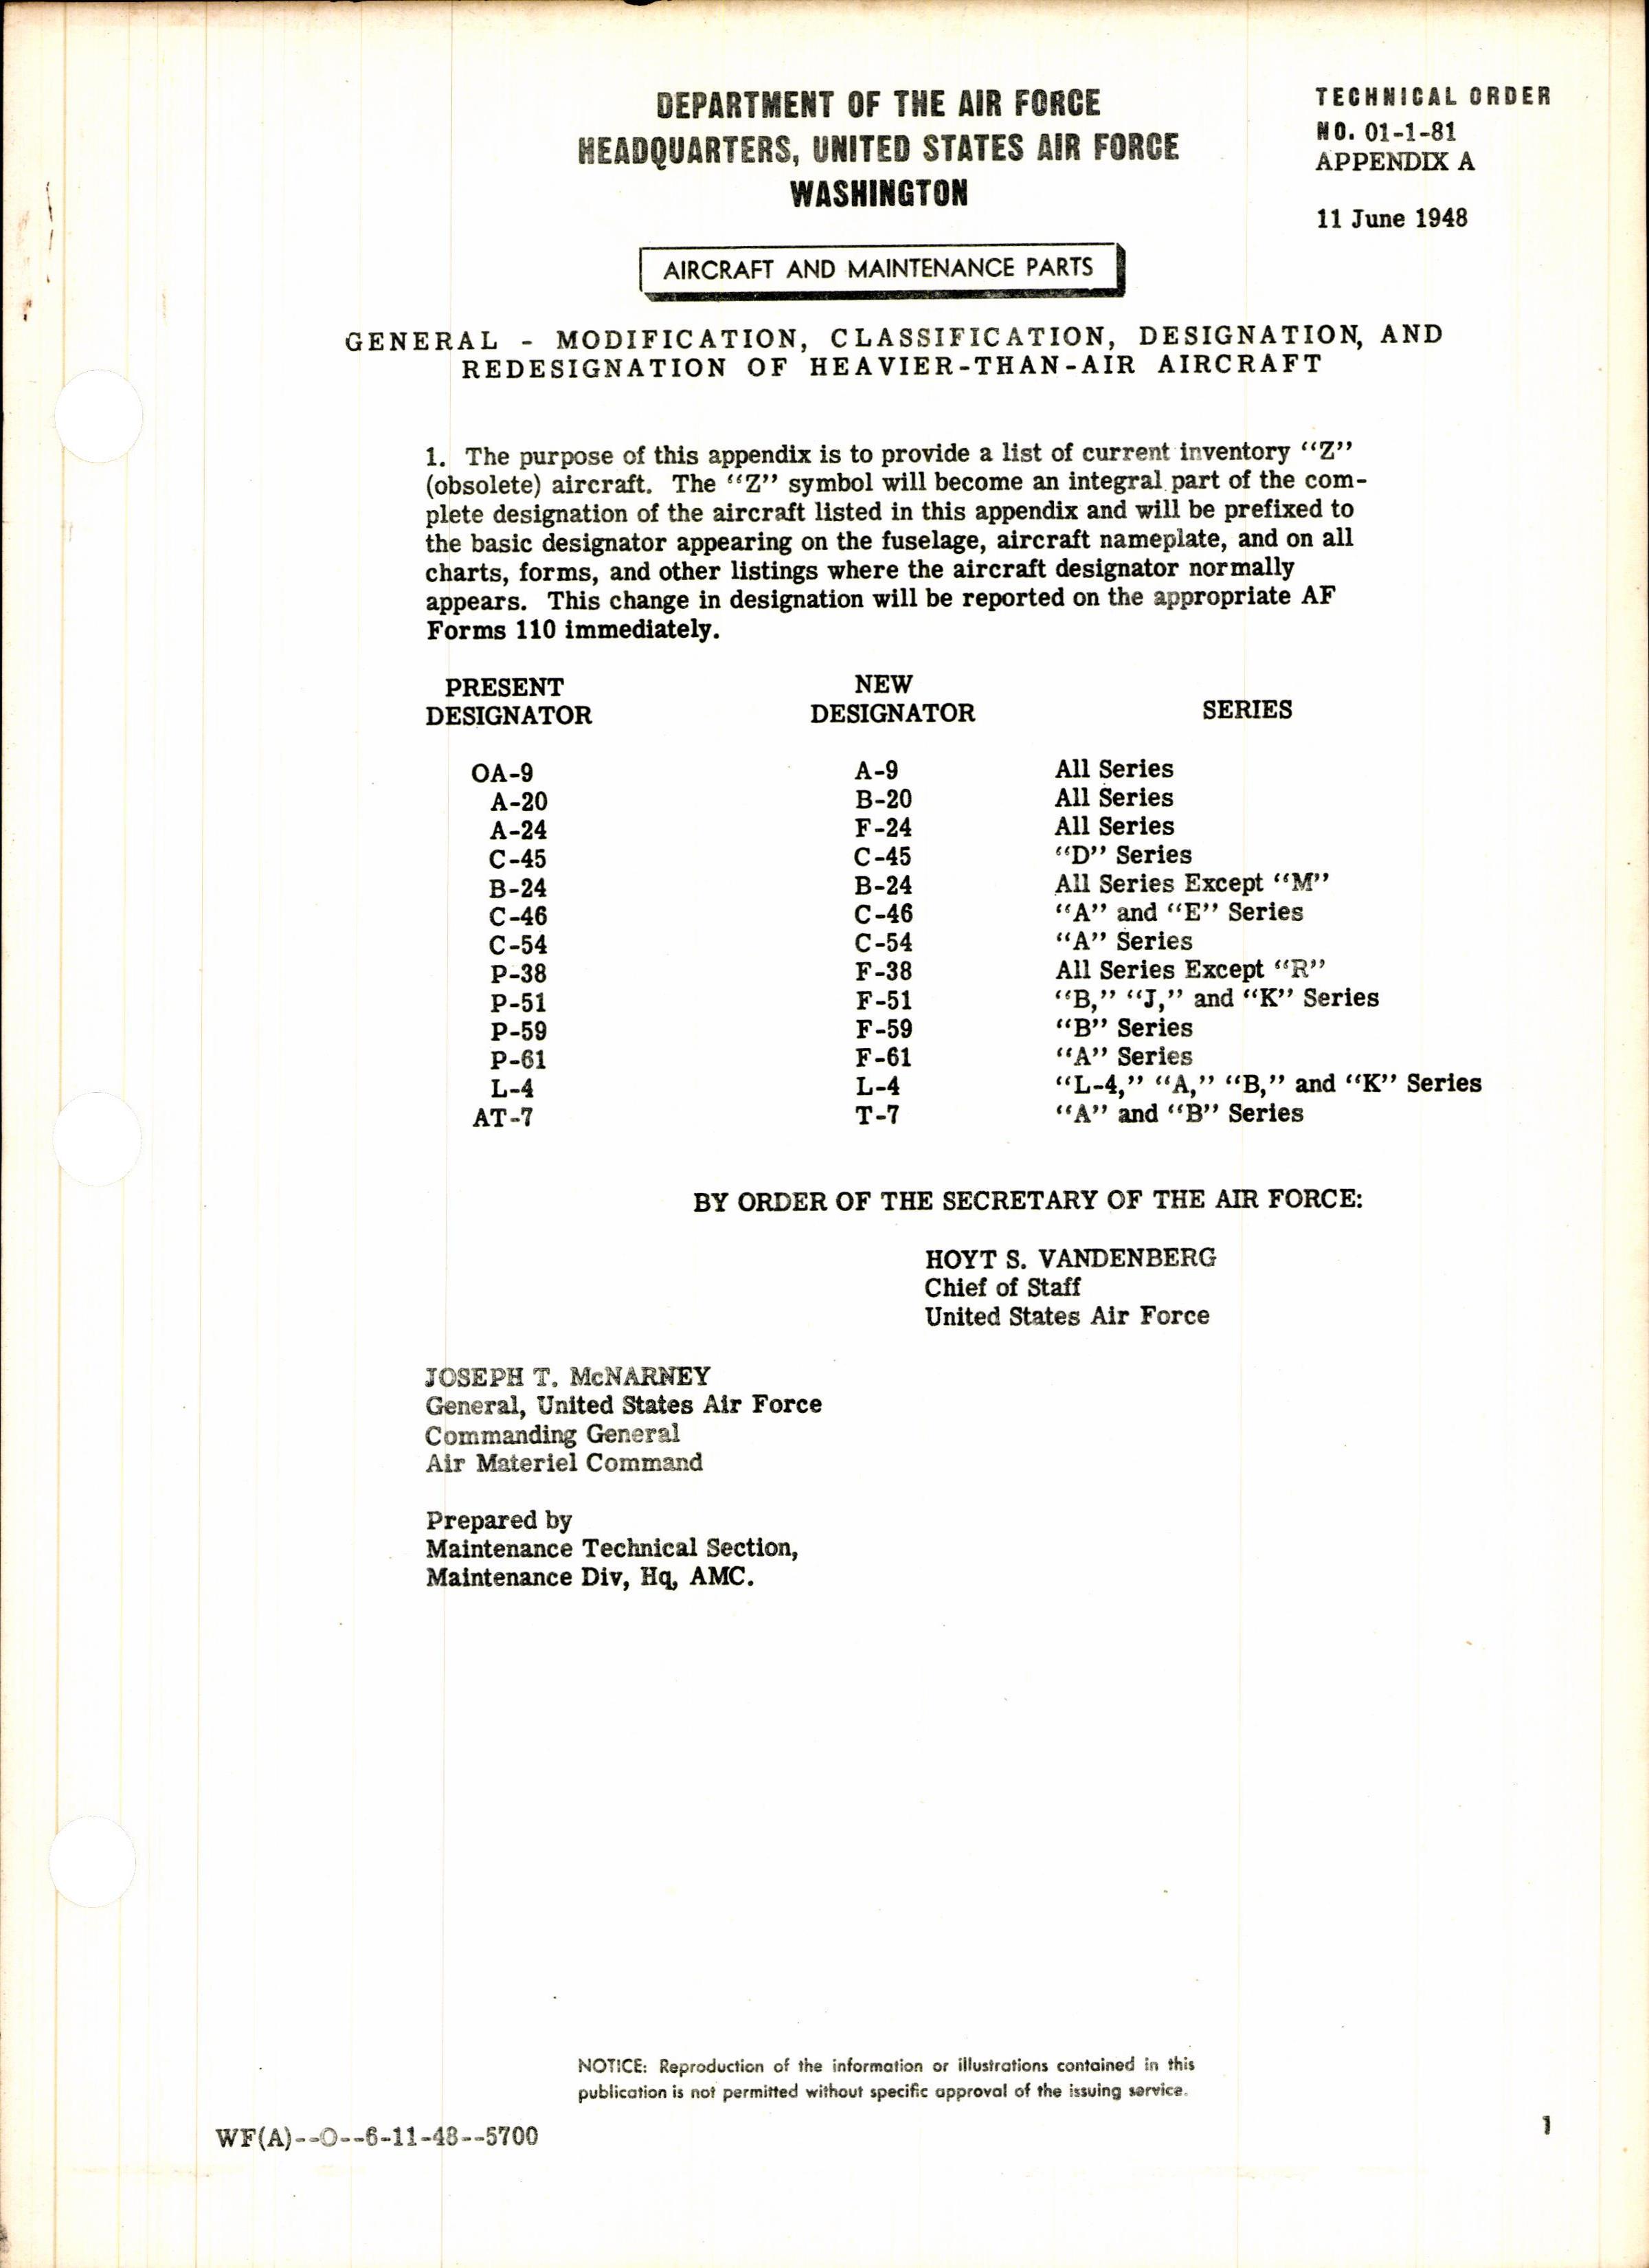 DEPARTMENT OF THE AIR FORCE
HEADQUARTERS, UNITED STATES AIR FORCE
WASHINGTON
TECHNICAL ORDER
NO. 01-1-81
APPENDIX A
11 June 1948
AIRCRAFT AND MAINTENANCE PARTS
GENERAL - MODIFICATION, CLASSIFICATION, DESIGNATION, AND
REDESIGNATION OF HEAVIER-THAN-AIR AIRCRAFT
1. The purpose of this appendix is to provide a list of current inventory “Z”
(obsolete) aircraft. The “Z” symbol will become an integral part of the com-
plete designation of the aircraft listed in this appendix and will be prefixed to
the basic designator appearing on the fuselage, aircraft nameplate, and on all
charts, forms, and other listings where the aircraft designator normally
appears. This change in designation will be reported on the appropriate AF
Forms 110 immediately.
PRESENT NEW
DESIGNATOR DESIGNATOR SERIES
OA-9 A-9 All Series
A-20 B-20 All Series
A-24 F-24 All Series
C-45 C-45 “D” Series
B-24 B-24 All Series Except “M”
C-46 C-46 “A” and “E” Series
C-54 C-54 “A” Series
P-38 F-38 All Series Except “R”
P-51 F-51 “B,” “J,” and “K” Series
P-59 F-59 “B” Series
P-61 F-61 “A” Series
L-4 L-4 “L-4,” “A,” “B,” and “K” Series
AT-7 T-7 “A” and “B” Series
BY ORDER OF THE SECRETARY OF THE AIR FORCE:
HOYT S. VANDENBERG
Chief of Staff
United States Air Force
JOSEPH T. McNARNEY
General, United States Air Force
Commanding General
Air Materiel Command
Prepared by
Maintenance Technical Section,
Maintenance Div, Hq, AMC.
NOTICE: Reproduction of the information or illustrations contained in this
publication is not permitted without specific approval of the issuing service.
WF(A)--O--6-11-48--5700
1